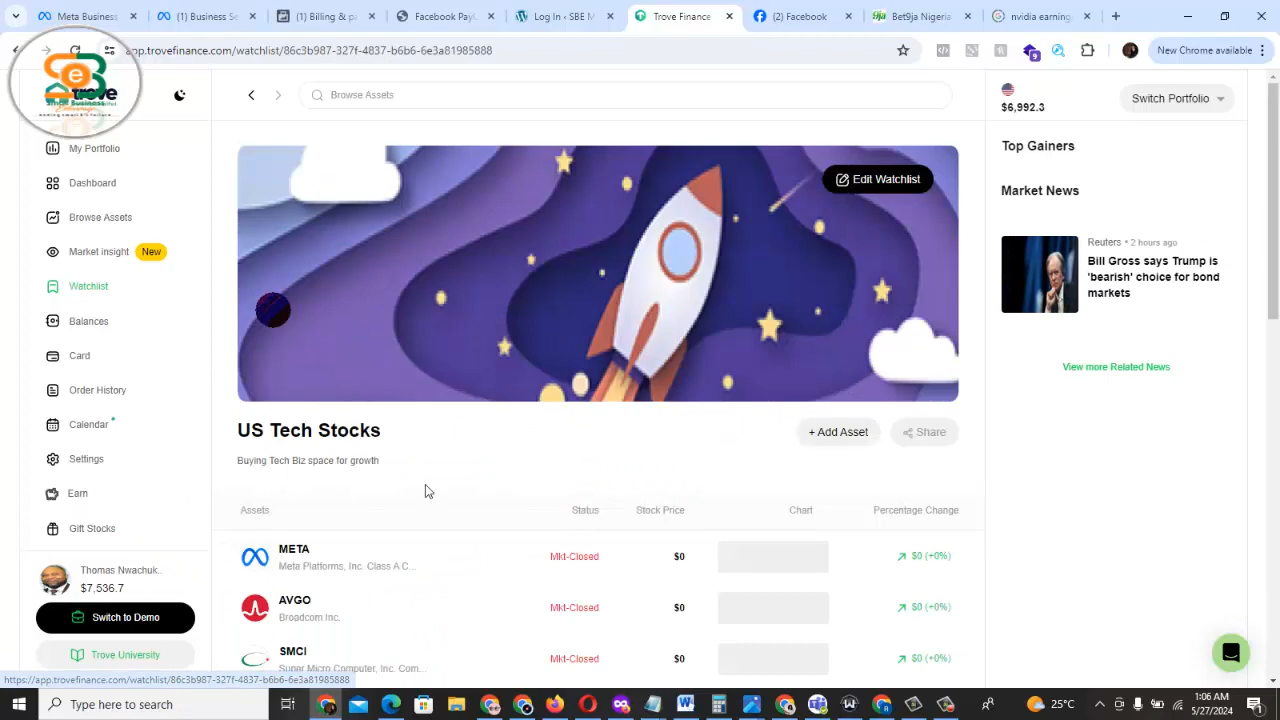 Meta Busines
(1) Business
(2) Billing & p
Facebook Payl
Log In ‹ SBE M
Trove Finance
(2) Facebook
Bet9ja Nigeria
nvidia earning
app.trovefinance.com/watchlist/86c3b987-327f-4837-b6b6-6e3a81985888
9
New Chrome available
SeB
trove
Small Business
Browse Assets
$6,992.3
Switch Portfolio
My Portfolio
Dashboard
Browse Assets
Market insight New
Watchlist
Balances
Card
Order History
Calendar
Settings
Earn
Gift Stocks
Thomas Nwachuk..
$7,536.7
Switch to Demo
Trove University
Edit Watchlist
US Tech Stocks
+ Add Asset
Share
Buying Tech Biz space for growth
Assets Status Stock Price Chart Percentage Change
META
Meta Platforms, Inc. Class A C...
Mkt-Closed $0 $0 (+0%)
AVGO
Broadcom Inc.
Mkt-Closed $0 $0 (+0%)
SMCI
Super Micro Computer, Inc. Com...
Mkt-Closed $0 $0 (+0%)
Top Gainers
Market News
Reuters • 2 hours ago
Bill Gross says Trump is
'bearish' choice for bond
markets
View more Related News
https://app.trovefinance.com/watchlist/86c3b987-327f-4837-b6b6-6e3a81985888
Type here to search
25°C
1:06 AM
5/27/2024